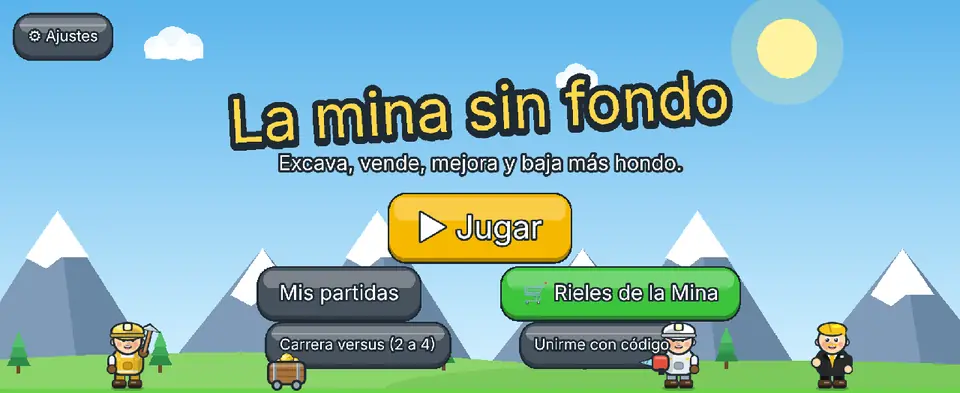 Ajustes
La mina sin fondo
Excava, vende, mejora y baja más hondo.
Jugar
Mis partidas
Rieles de la Mina
Carrera versus (2 a 4)
Unirme con código